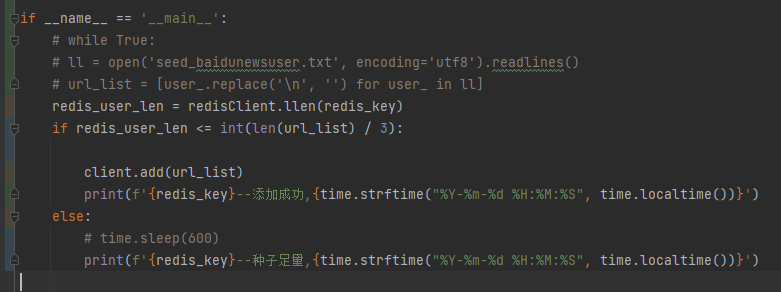 if __name__ == '__main__':
    # while True:
    # ll = open('seed_baidunewsuser.txt', encoding='utf8').readlines()
    # url_list = [user_.replace('\n', '') for user_ in ll]
    redis_user_len = redisClient.llen(redis_key)
    if redis_user_len <= int(len(url_list) / 3):
        client.add(url_list)
        print(f'{redis_key}--添加成功,{time.strftime("%Y-%m-%d %H:%M:%S", time.localtime())}')
    else:
        # time.sleep(600)
        print(f'{redis_key}--种子足量,{time.strftime("%Y-%m-%d %H:%M:%S", time.localtime())}')